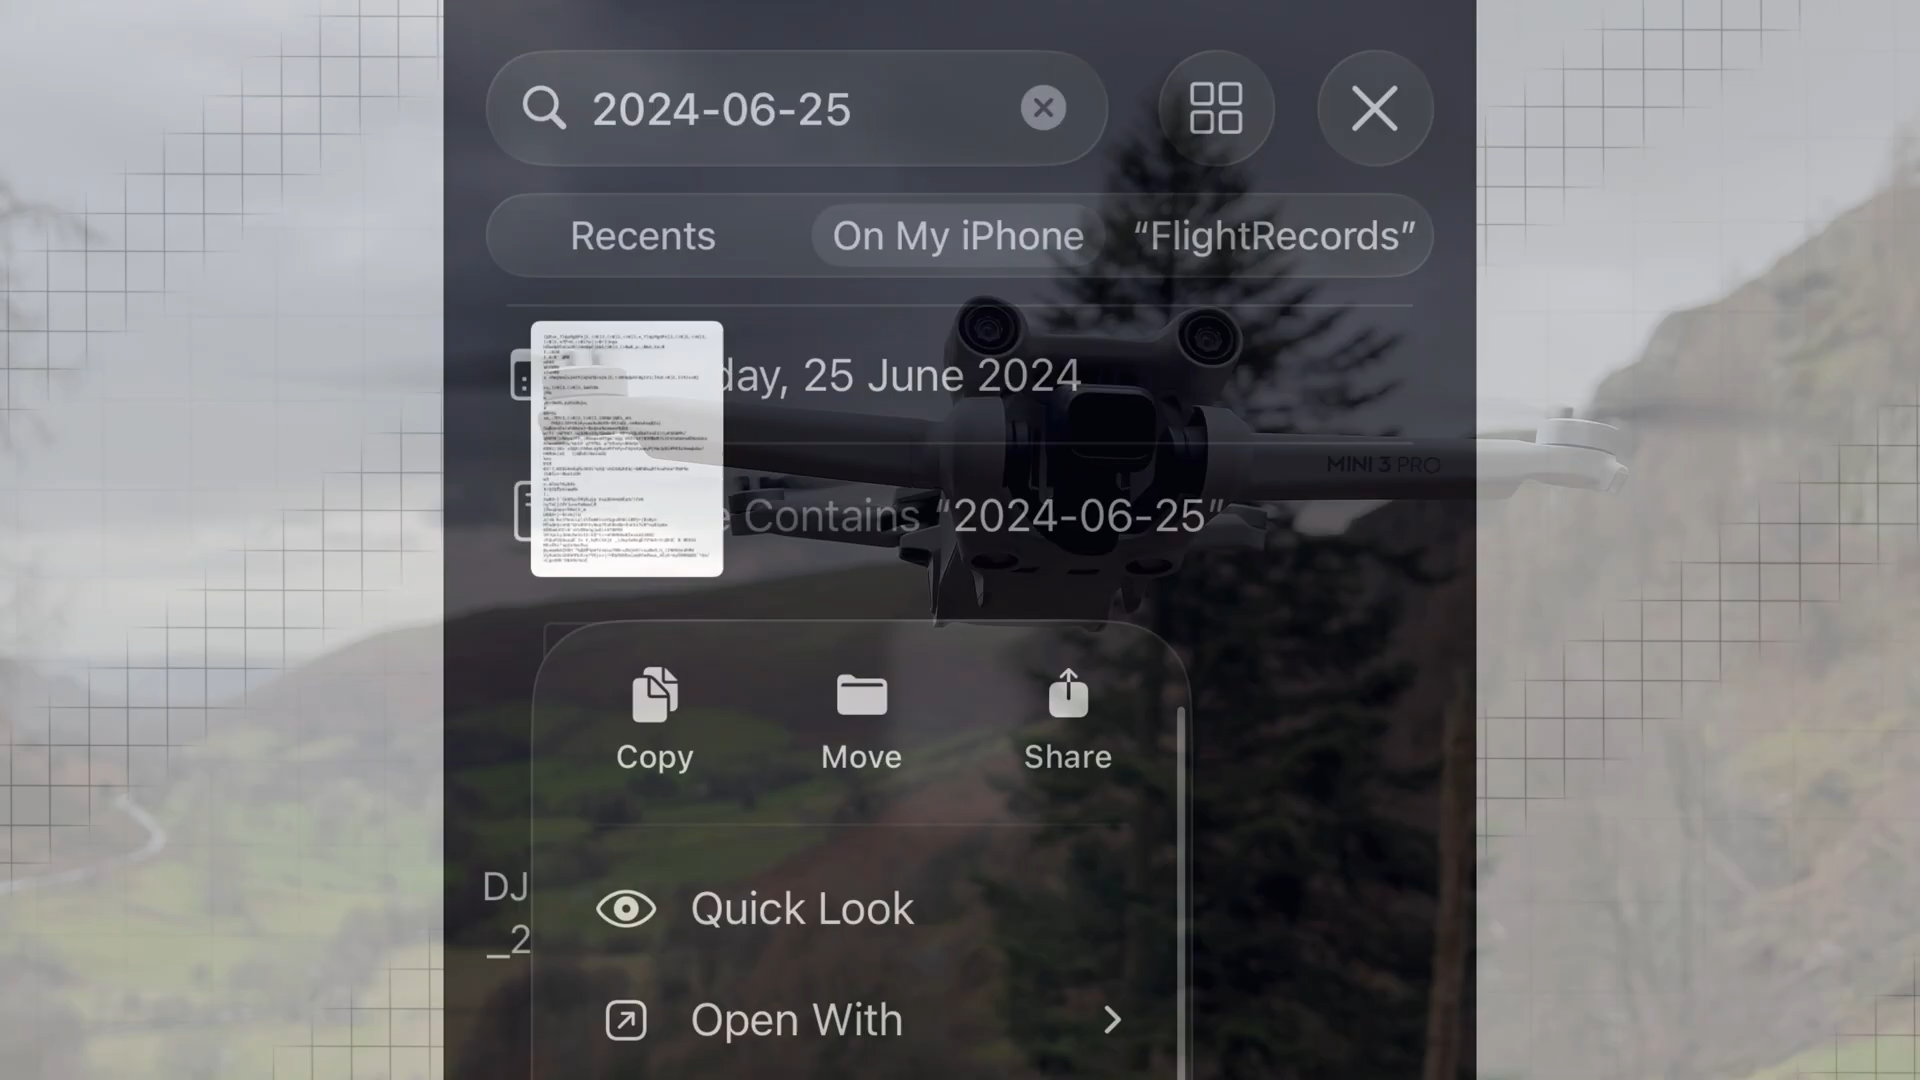 2024-06-25
Recents
On My iPhone
“FlightRecords”
day, 25 June 2024
MINI 3 PRO
e Contains “2024-06-25”
Copy
Move
Share
DJ
_2
Quick Look
Open With